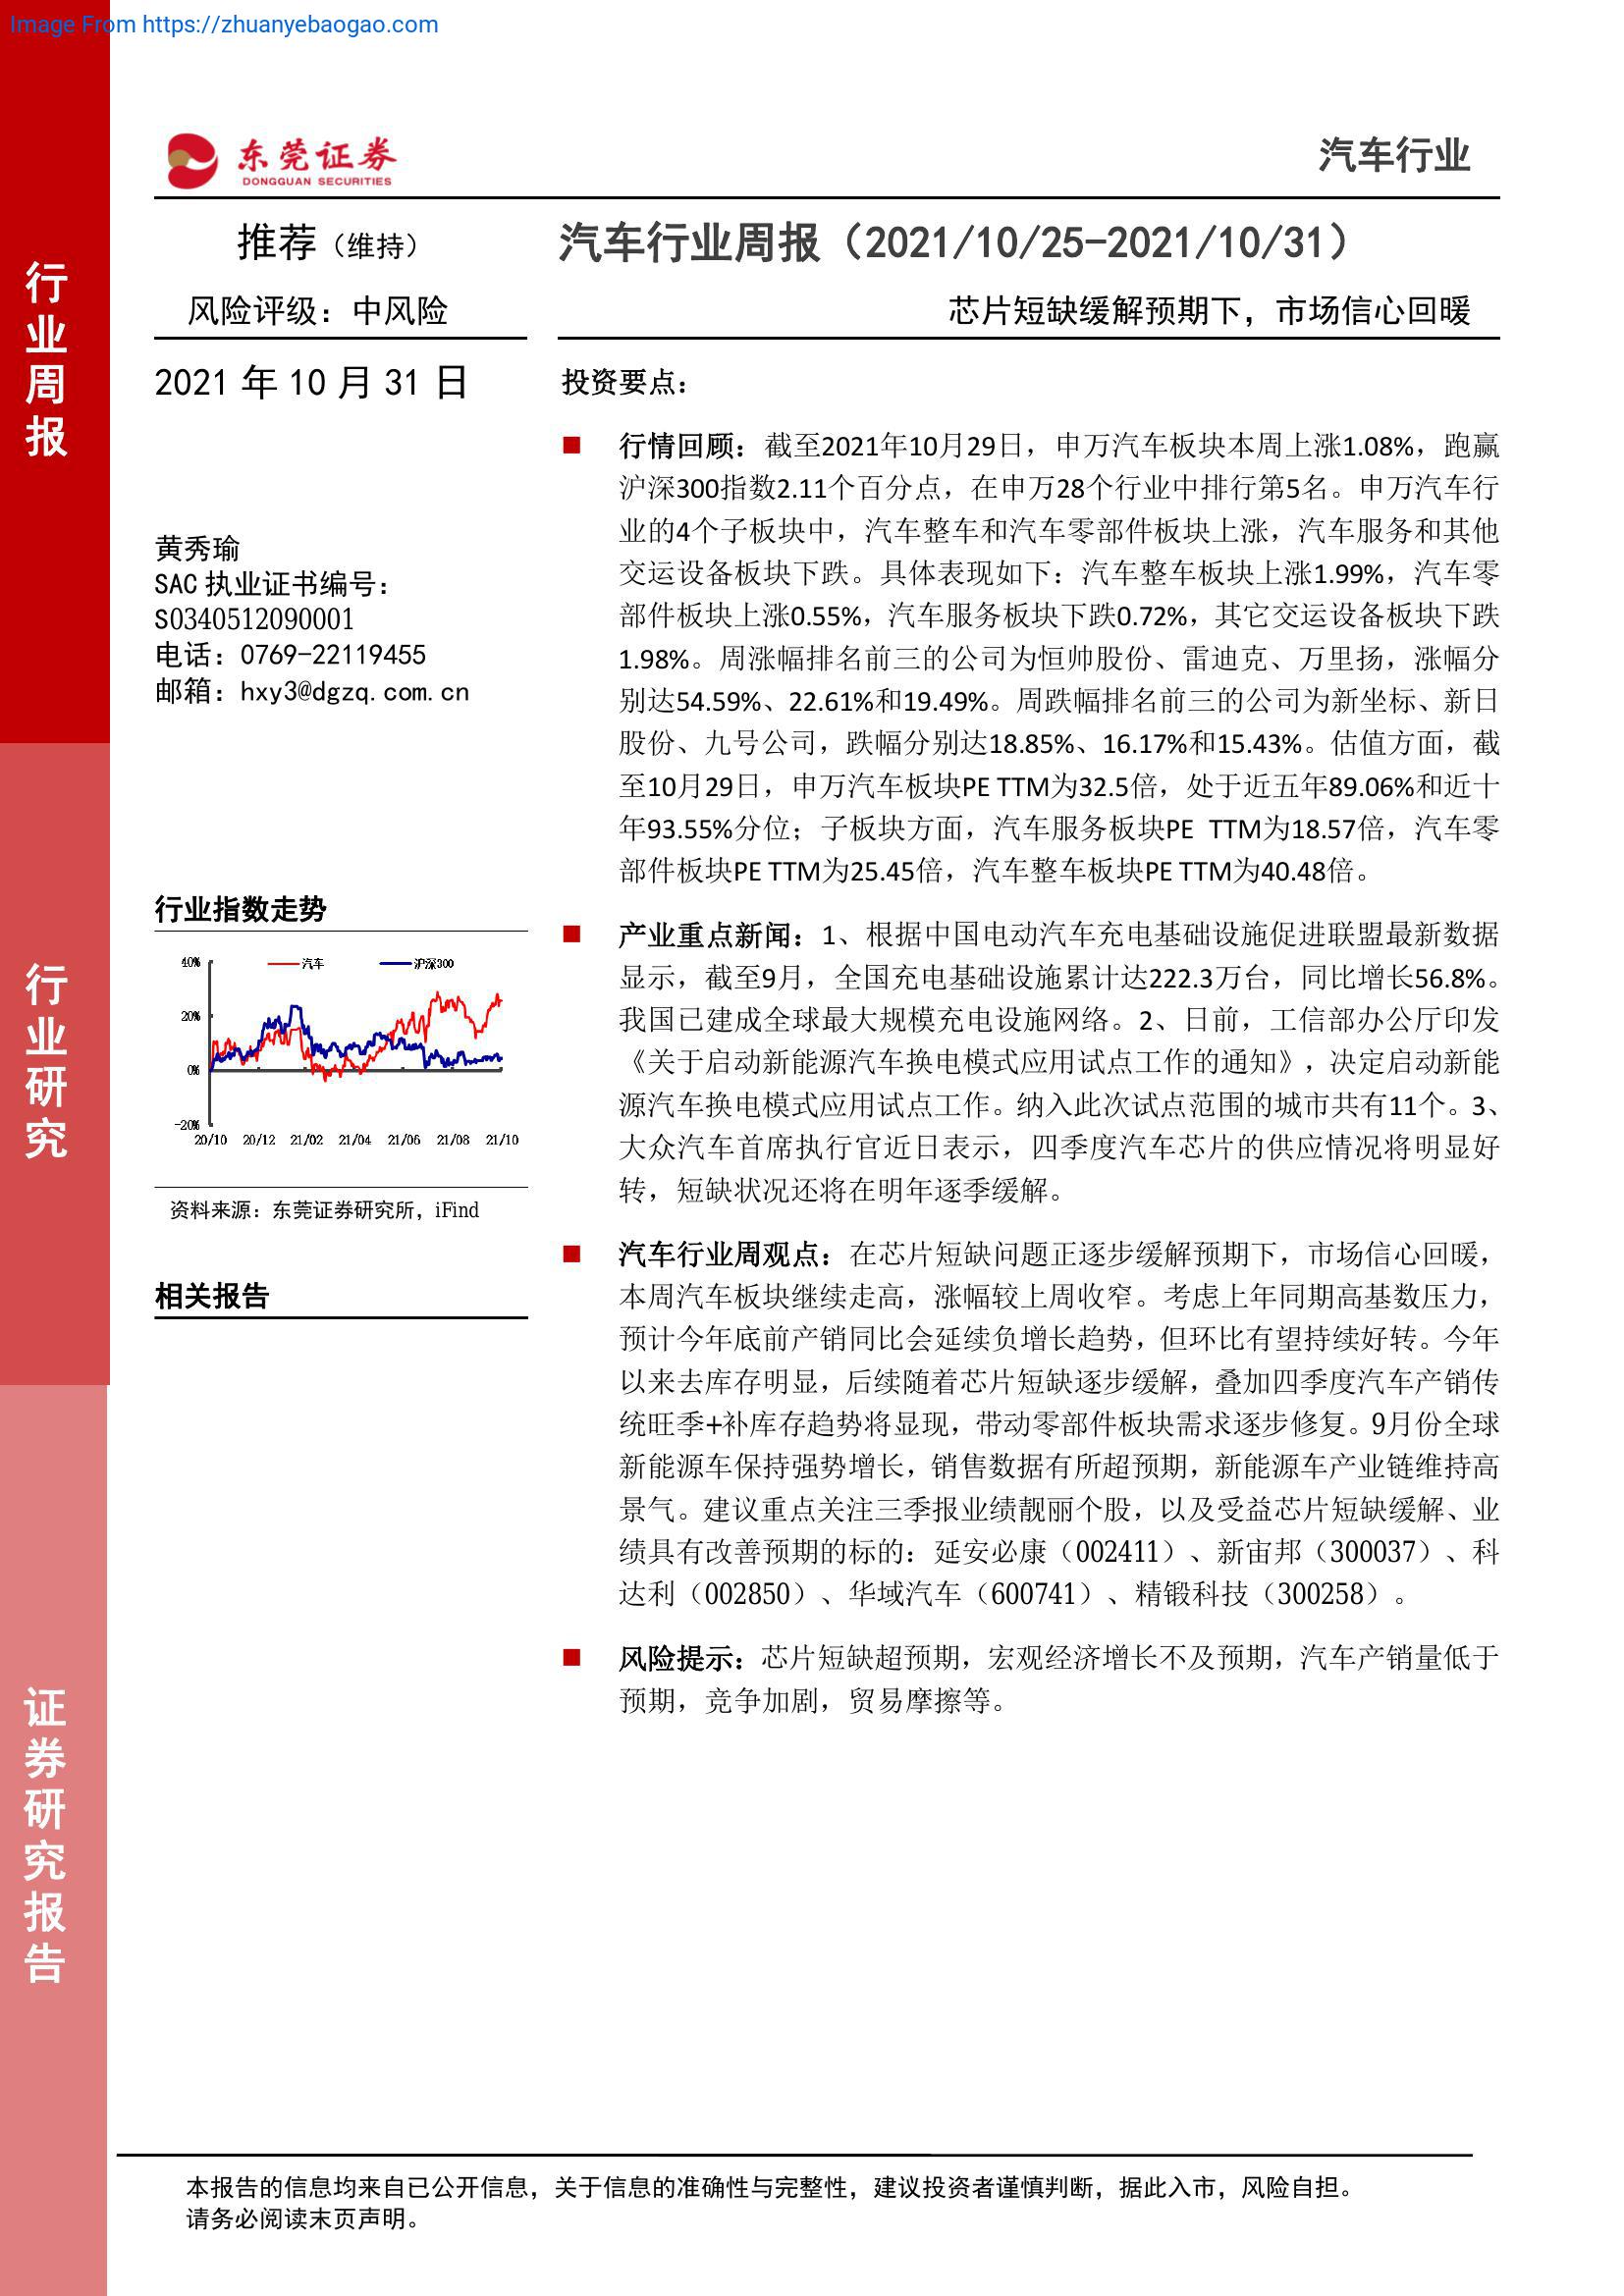 Image From https://zhuanyebaogao.com
东莞证券
DONGGUAN SECURITIES
汽车行业
行业周报
行业研究
证券研究报告
推荐（维持）
风险评级：中风险
2021 年 10 月 31 日
黄秀瑜
SAC 执业证书编号：
S0340512090001
电话：0769-22119455
邮箱：hxy3@dgzq.com.cn
行业指数走势
汽车 沪深300
40%
20%
0%
-20%
20/10 20/12 21/02 21/04 21/06 21/08 21/10
资料来源：东莞证券研究所，iFind
相关报告
汽车行业周报（2021/10/25-2021/10/31）
芯片短缺缓解预期下，市场信心回暖
投资要点：
行情回顾：截至2021年10月29日，申万汽车板块本周上涨1.08%，跑赢
沪深300指数2.11个百分点，在申万28个行业中排行第5名。申万汽车行
业的4个子板块中，汽车整车和汽车零部件板块上涨，汽车服务和其他
交运设备板块下跌。具体表现如下：汽车整车板块上涨1.99%，汽车零
部件板块上涨0.55%，汽车服务板块下跌0.72%，其它交运设备板块下跌
1.98%。周涨幅排名前三的公司为恒帅股份、雷迪克、万里扬，涨幅分
别达54.59%、22.61%和19.49%。周跌幅排名前三的公司为新坐标、新日
股份、九号公司，跌幅分别达18.85%、16.17%和15.43%。估值方面，截
至10月29日，申万汽车板块PE TTM为32.5倍，处于近五年89.06%和近十
年93.55%分位；子板块方面，汽车服务板块PE TTM为18.57倍，汽车零
部件板块PE TTM为25.45倍，汽车整车板块PE TTM为40.48倍。
产业重点新闻：1、根据中国电动汽车充电基础设施促进联盟最新数据
显示，截至9月，全国充电基础设施累计达222.3万台，同比增长56.8%。
我国已建成全球最大规模充电设施网络。2、日前，工信部办公厅印发
《关于启动新能源汽车换电模式应用试点工作的通知》，决定启动新能
源汽车换电模式应用试点工作。纳入此次试点范围的城市共有11个。3、
大众汽车首席执行官近日表示，四季度汽车芯片的供应情况将明显好
转，短缺状况还将在明年逐季缓解。
汽车行业周观点：在芯片短缺问题正逐步缓解预期下，市场信心回暖，
本周汽车板块继续走高，涨幅较上周收窄。考虑上年同期高基数压力，
预计今年底前产销同比会延续负增长趋势，但环比有望持续好转。今年
以来去库存明显，后续随着芯片短缺逐步缓解，叠加四季度汽车产销传
统旺季+补库存趋势将显现，带动零部件板块需求逐步修复。9月份全球
新能源车保持强势增长，销售数据有所超预期，新能源车产业链维持高
景气。建议重点关注三季报业绩靓丽个股，以及受益芯片短缺缓解、业
绩具有改善预期的标的：延安必康（002411）、新宙邦（300037）、科
达利（002850）、华域汽车（600741）、精锻科技（300258）。
风险提示：芯片短缺超预期，宏观经济增长不及预期，汽车产销量低于
预期，竞争加剧，贸易摩擦等。
本报告的信息均来自已公开信息，关于信息的准确性与完整性，建议投资者谨慎判断，据此入市，风险自担。
请务必阅读末页声明。